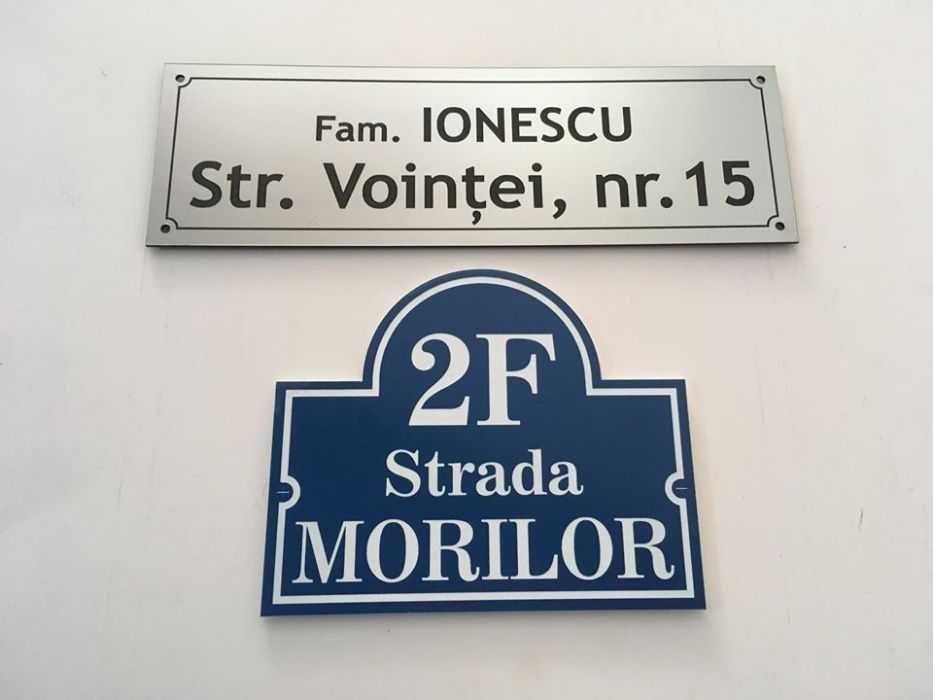 Fam. IONESCU
Str. Voinței, nr.15
2F
Strada
MORILOR